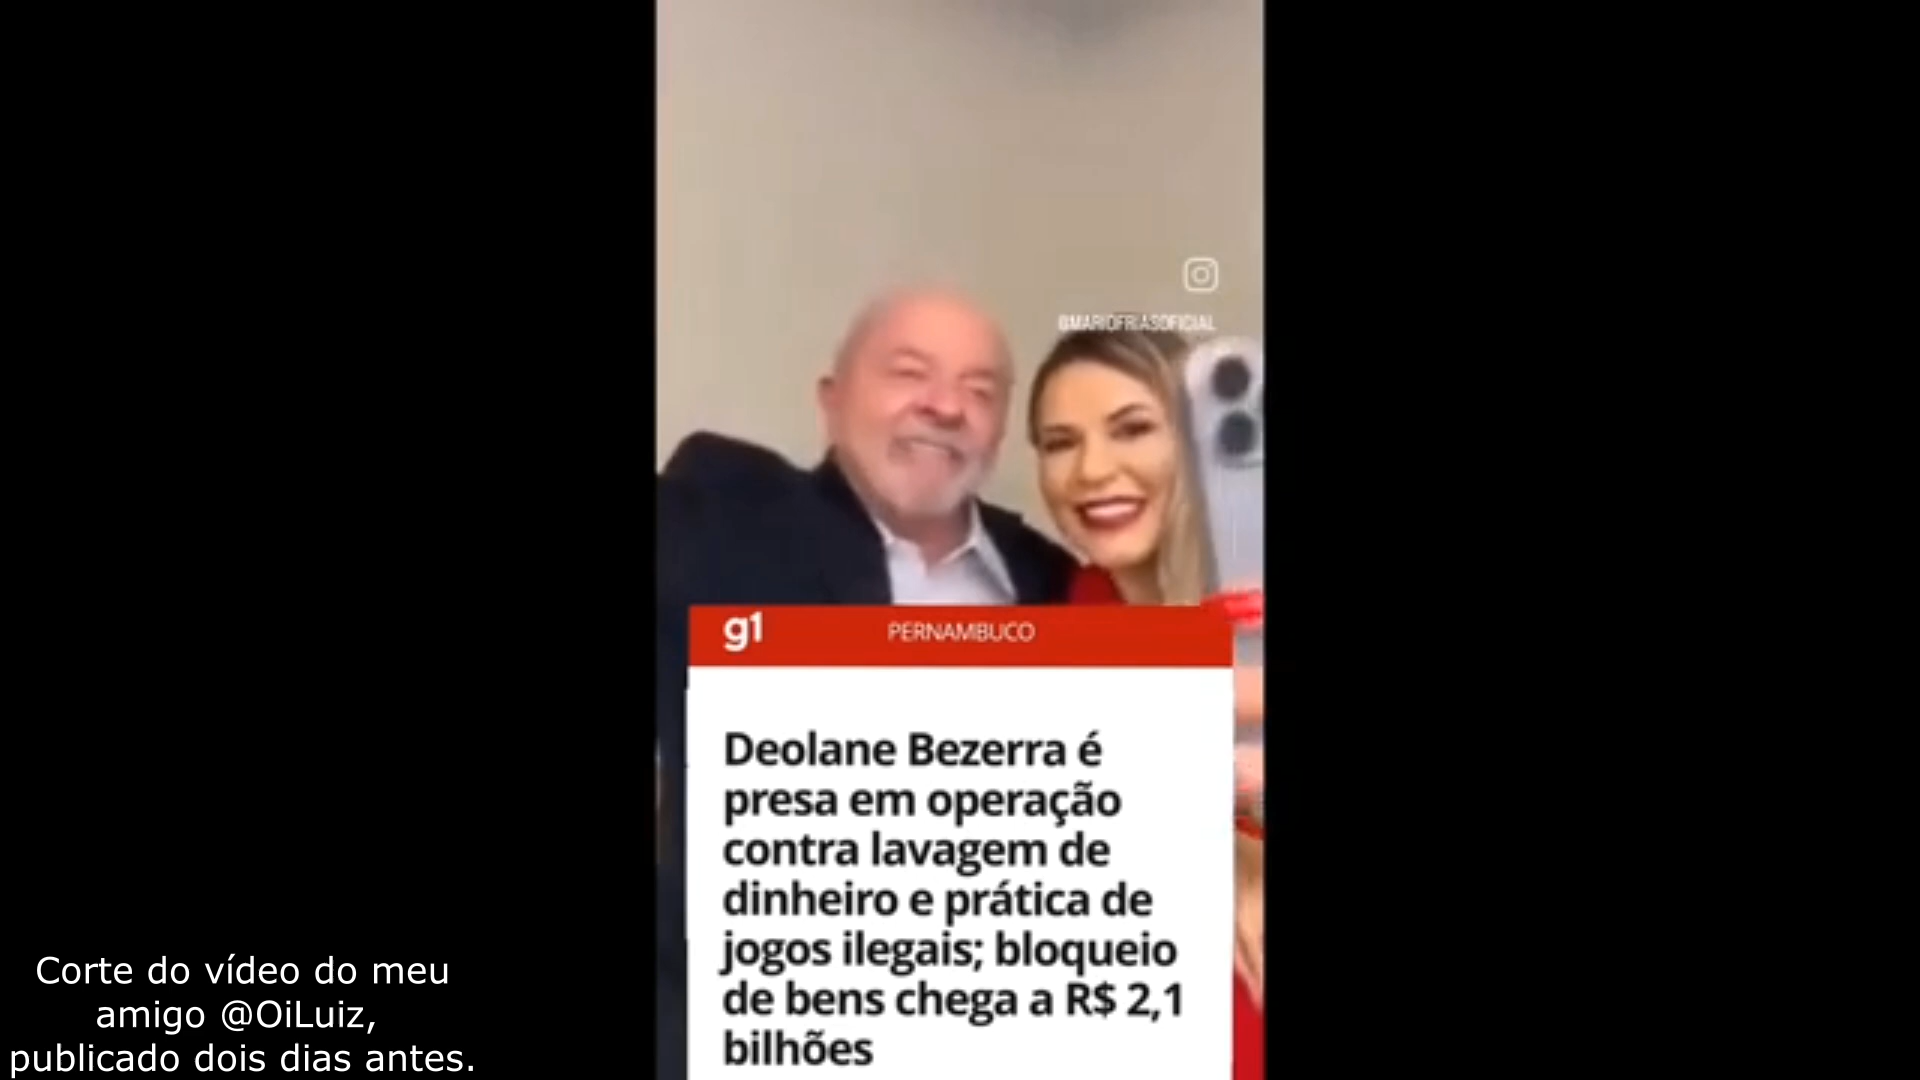 @MARIOFRIASOFICIAL
g1
PERNAMBUCO
Deolane Bezerra é
presa em operação
contra lavagem de
dinheiro e prática de
jogos ilegais; bloqueio
de bens chega a R$ 2,1
bilhões
Corte do vídeo do meu
amigo @OiLuiz,
publicado dois dias antes.